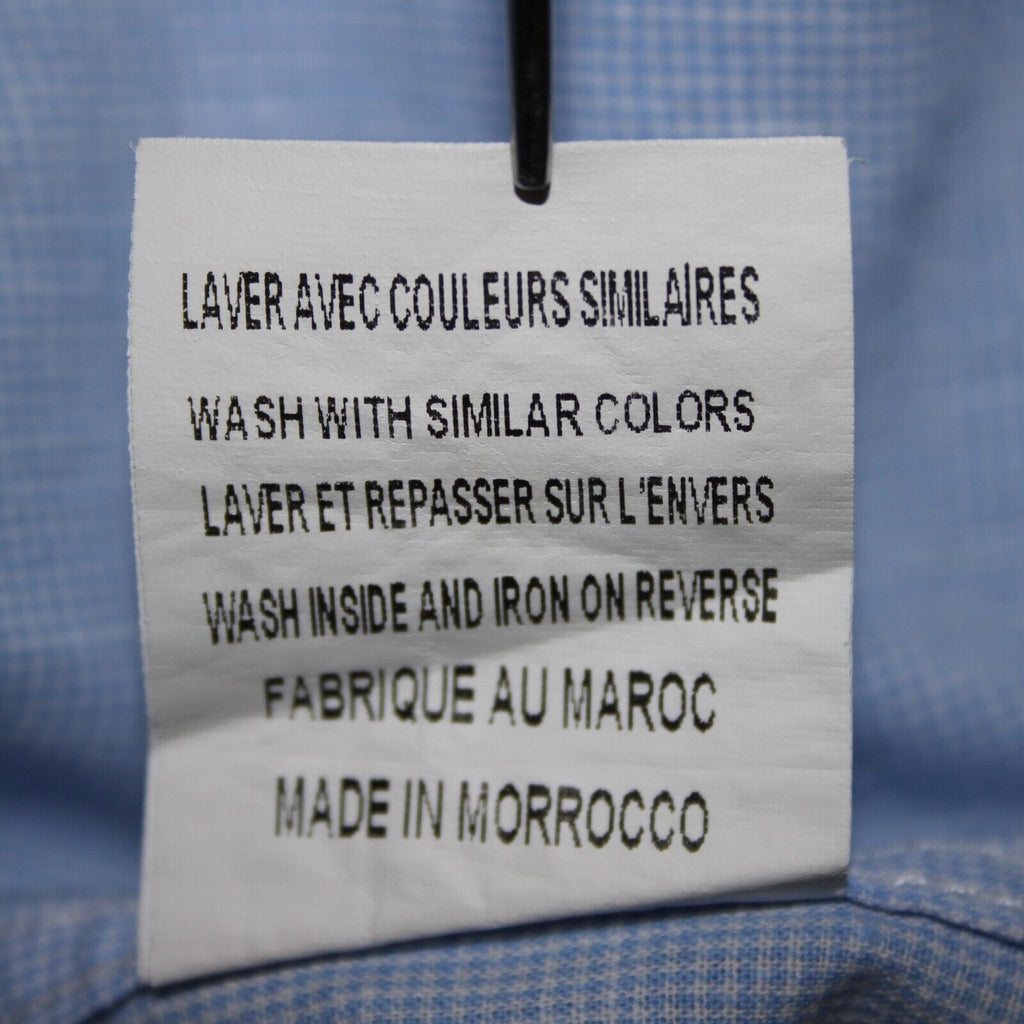 LAVER AVEC COULEURS SIMILAIRES
WASH WITH SIMILAR COLORS
LAVER ET REPASSER SUR L'ENVERS
WASH INSIDE AND IRON ON REVERSE
FABRIQUE AU MAROC
MADE IN MORROCCO